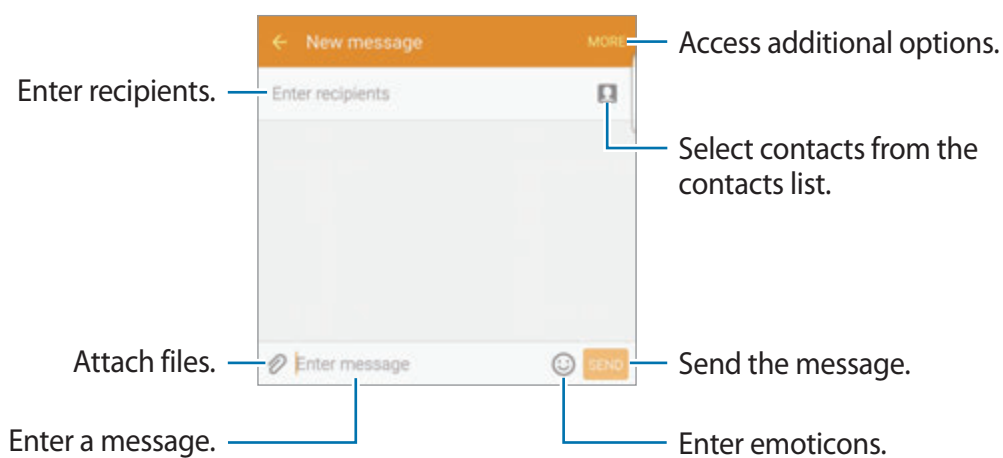 New message
MORE
Access additional options.
Enter recipients.
Enter recipients
Select contacts from the
contacts list.
Attach files.
Enter message
SEND
Send the message.
Enter a message.
Enter emoticons.